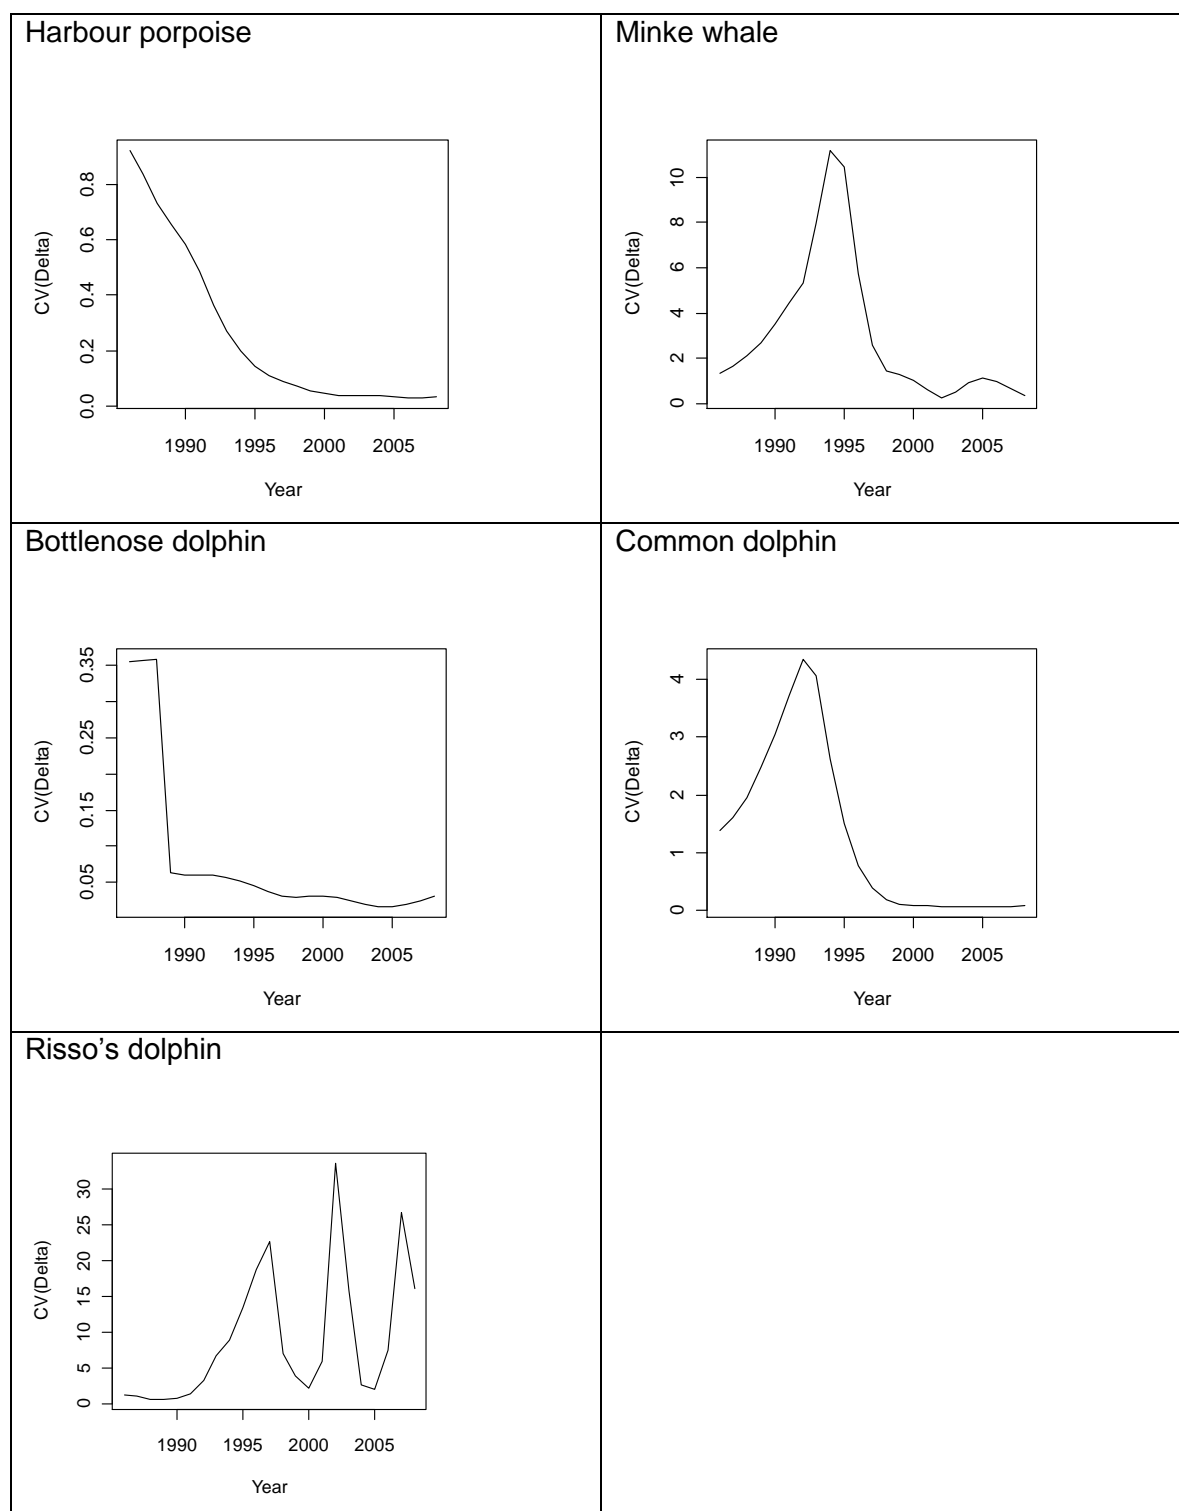 Harbour porpoise
CV(Delta)
0.8
0.6
0.4
0.2
0.0
1990 1995 2000 2005
Year
Minke whale
CV(Delta)
10
8
6
4
2
0
1990 1995 2000 2005
Year
Bottlenose dolphin
CV(Delta)
0.35
0.25
0.15
0.05
1990 1995 2000 2005
Year
Common dolphin
CV(Delta)
4
3
2
1
0
1990 1995 2000 2005
Year
Risso’s dolphin
CV(Delta)
30
25
20
15
10
5
0
1990 1995 2000 2005
Year